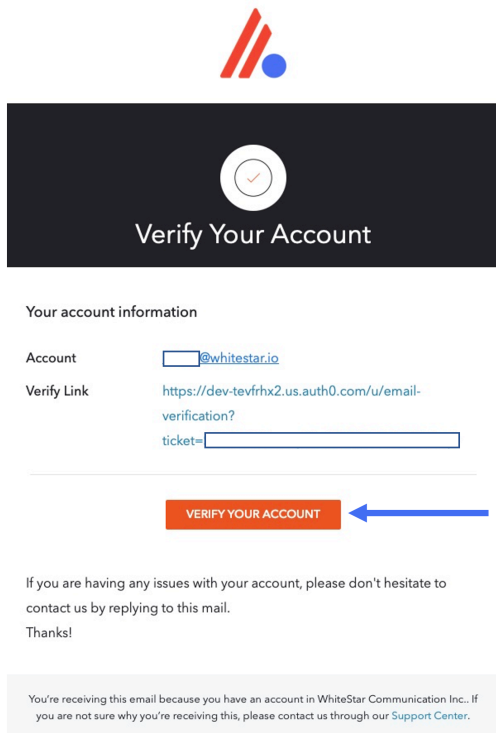 Verify Your Account
Your account information
Account @whitestar.io
Verify Link https://dev-tevfrhx2.us.auth0.com/u/email-
verification?
ticket=
VERIFY YOUR ACCOUNT
If you are having any issues with your account, please don't hesitate to
contact us by replying to this mail.
Thanks!
You're receiving this email because you have an account in WhiteStar Communication Inc.. If
you are not sure why you're receiving this, please contact us through our Support Center.